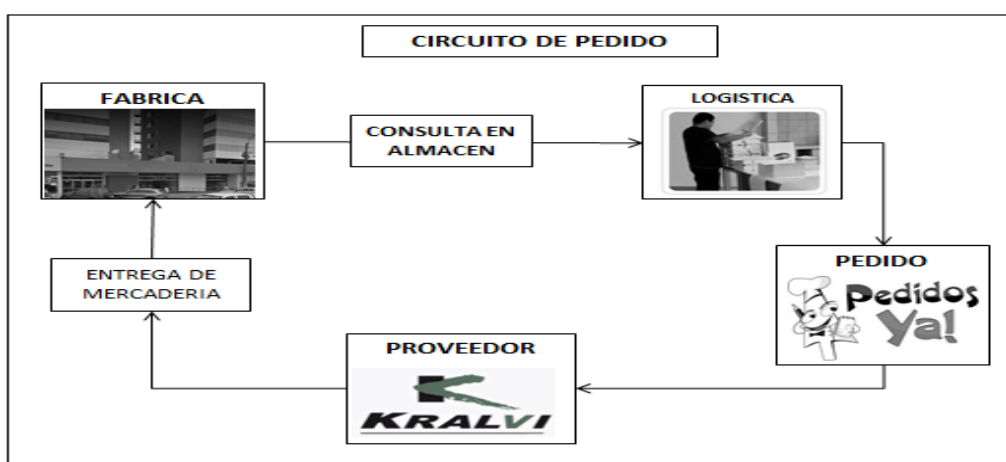 CIRCUITO DE PEDIDO
FABRICA
CONSULTA EN
ALMACEN
LOGISTICA
PEDIDO
Pedidos
Ya!
PROVEEDOR
KRALVI
ENTREGA DE
MERCADERIA